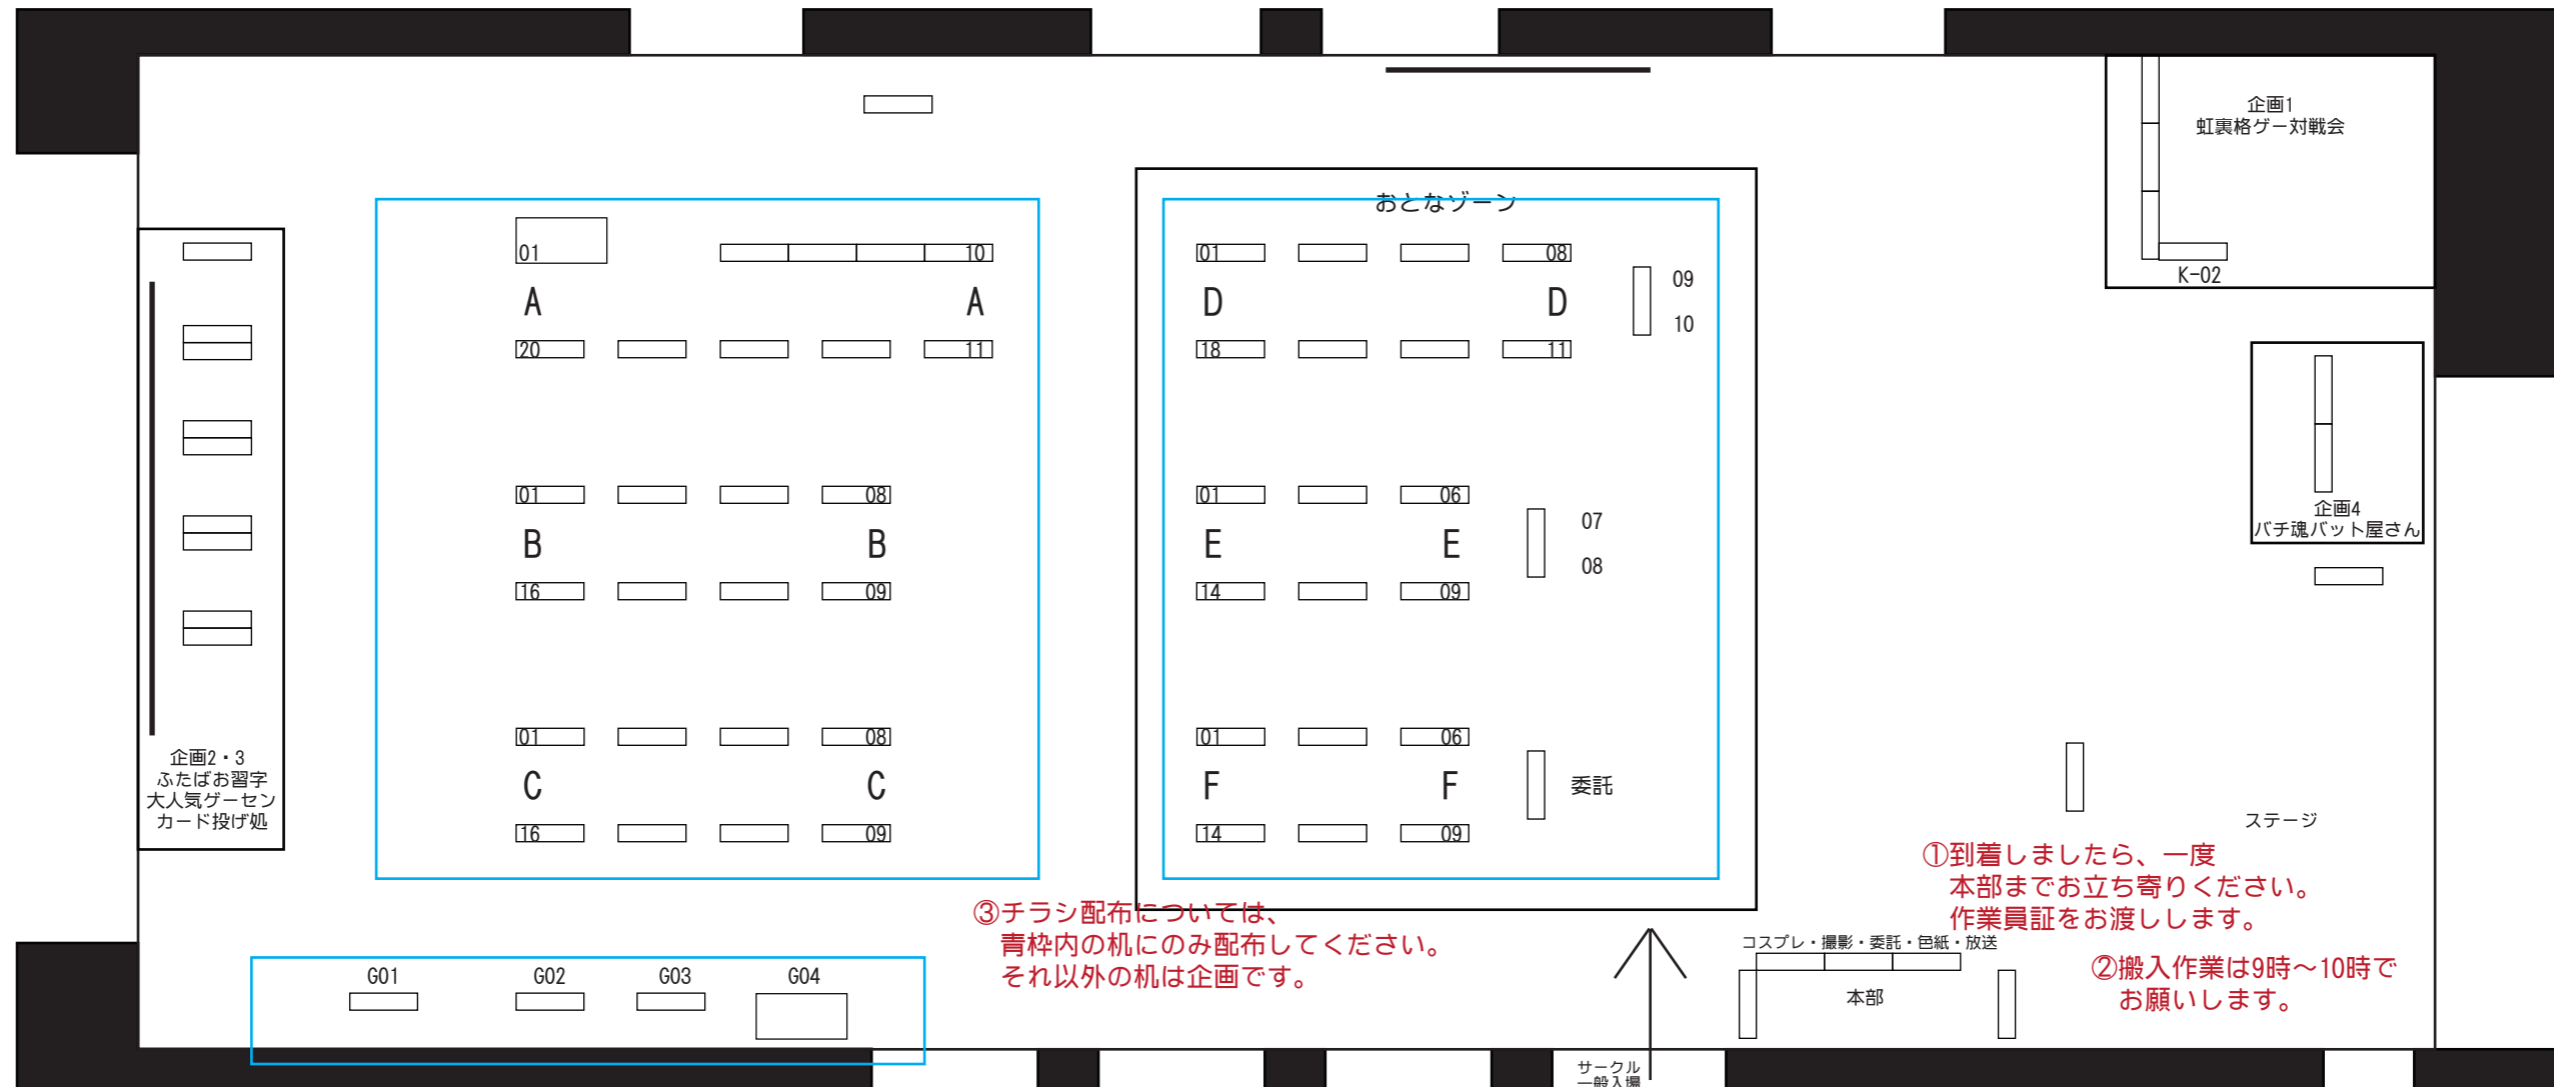 企画1
虹裏格ゲー対戦会
K-02
おとなゾーン
01
10
A
A
20
11
01
08
D
D
09
10
18
11
01
08
B
B
16
09
01
06
E
E
07
08
14
09
企画4
バチ魂バット屋さん
01
08
C
C
16
09
01
06
F
F
委託
14
09
企画2・3
ふたばお習字
大人気ゲーセン
カード投げ処
ステージ
①到着しましたら、一度
本部までお立ち寄りください。
作業員証をお渡しします。
③チラシ配布については、
青枠内の机にのみ配布してください。
それ以外の机は企画です。
コスプレ・撮影・委託・色紙・放送
本部
②搬入作業は9時～10時で
お願いします。
G01
G02
G03
G04
サークル
一般入場